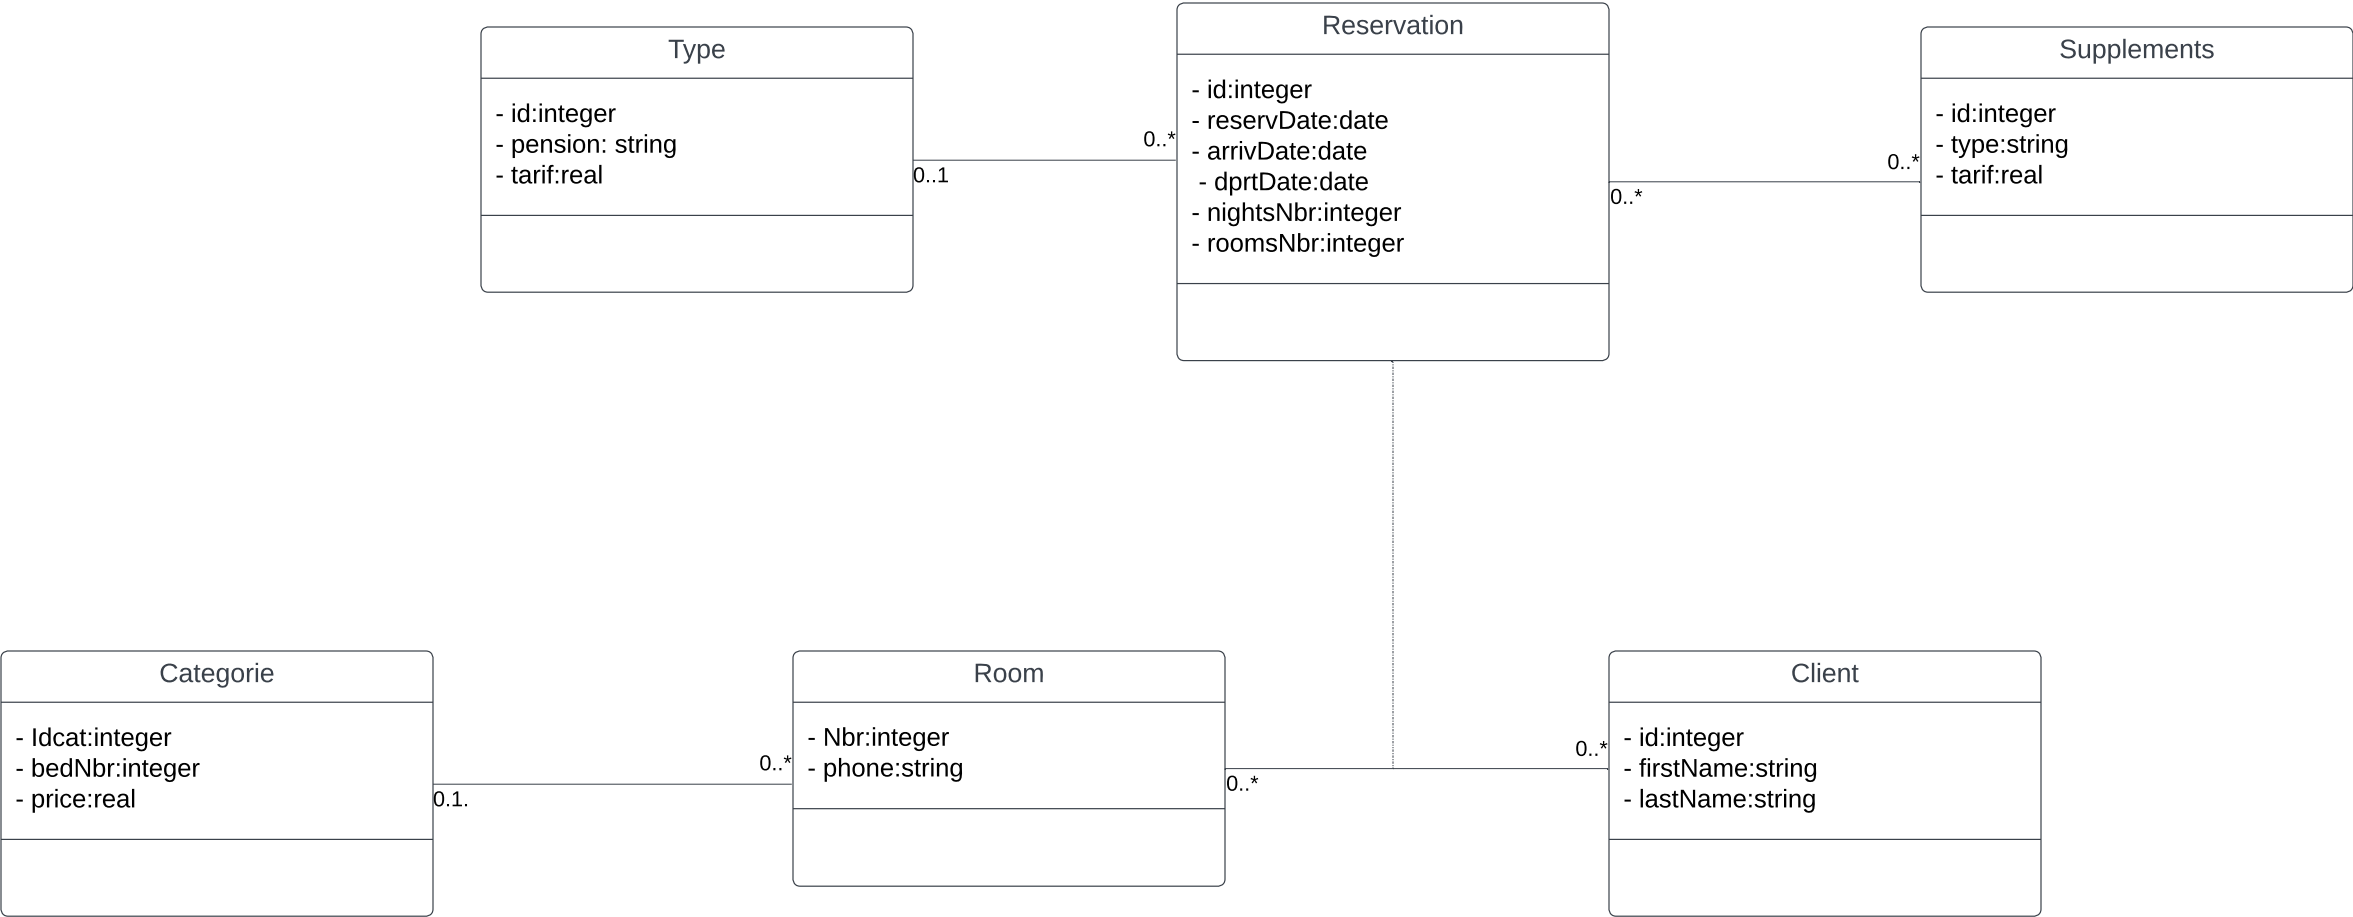 Type
- id:integer
- pension: string
- tarif:real
0..1
0..*
Reservation
- id:integer
- reservDate:date
- arrivDate:date
- dprtDate:date
- nightsNbr:integer
- roomsNbr:integer
0..*
0..*
Supplements
- id:integer
- type:string
- tarif:real
Categorie
- Idcat:integer
- bedNbr:integer
- price:real
0.1.
0..*
Room
- Nbr:integer
- phone:string
0..*
0..*
Client
- id:integer
- firstName:string
- lastName:string